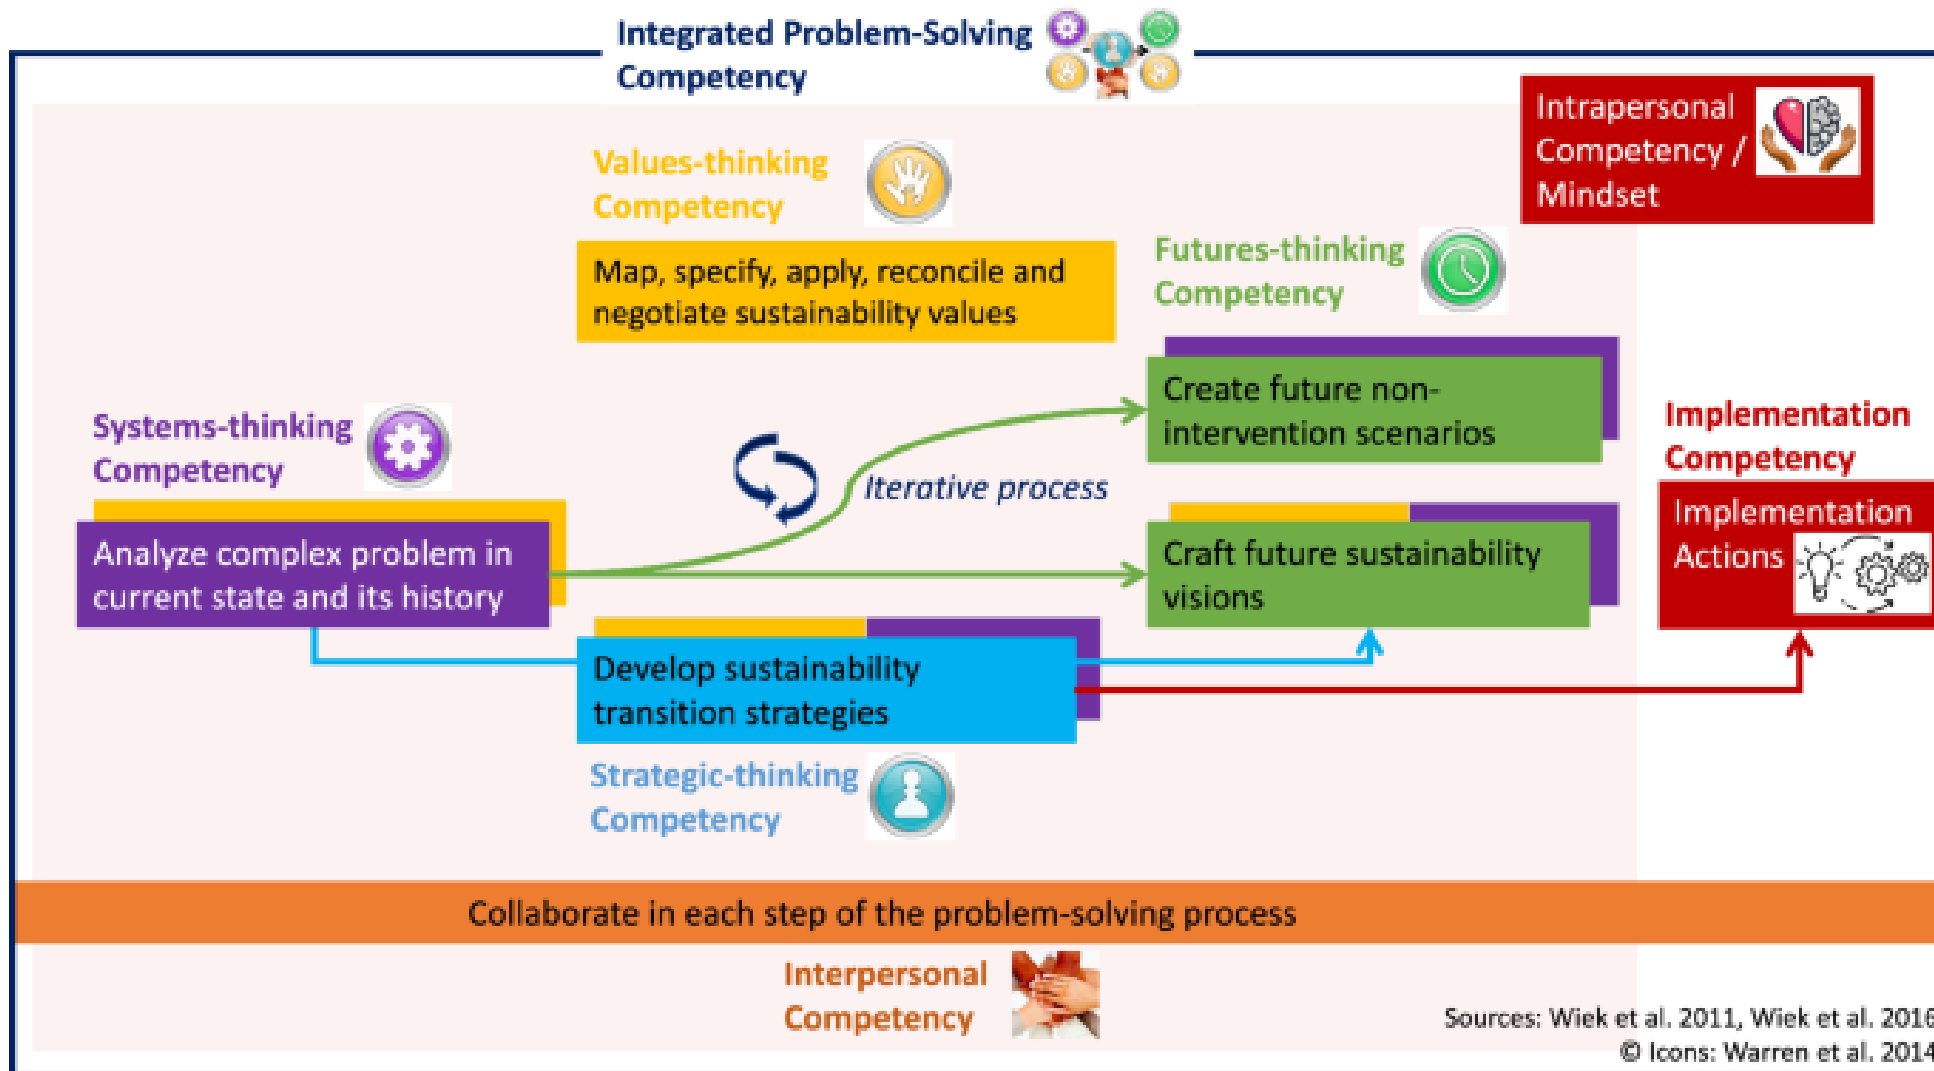 Integrated Problem-Solving
Competency
Intrapersonal
Competency /
Mindset
Values-thinking
Competency
Map, specify, apply, reconcile and
negotiate sustainability values
Futures-thinking
Competency
Create future non-
intervention scenarios
Systems-thinking
Competency
Iterative process
Implementation
Competency
Analyze complex problem in
current state and its history
Craft future sustainability
visions
Implementation
Actions
Develop sustainability
transition strategies
Strategic-thinking
Competency
Collaborate in each step of the problem-solving process
Interpersonal
Competency
Sources: Wiek et al. 2011, Wiek et al. 2016
© Icons: Warren et al. 2014